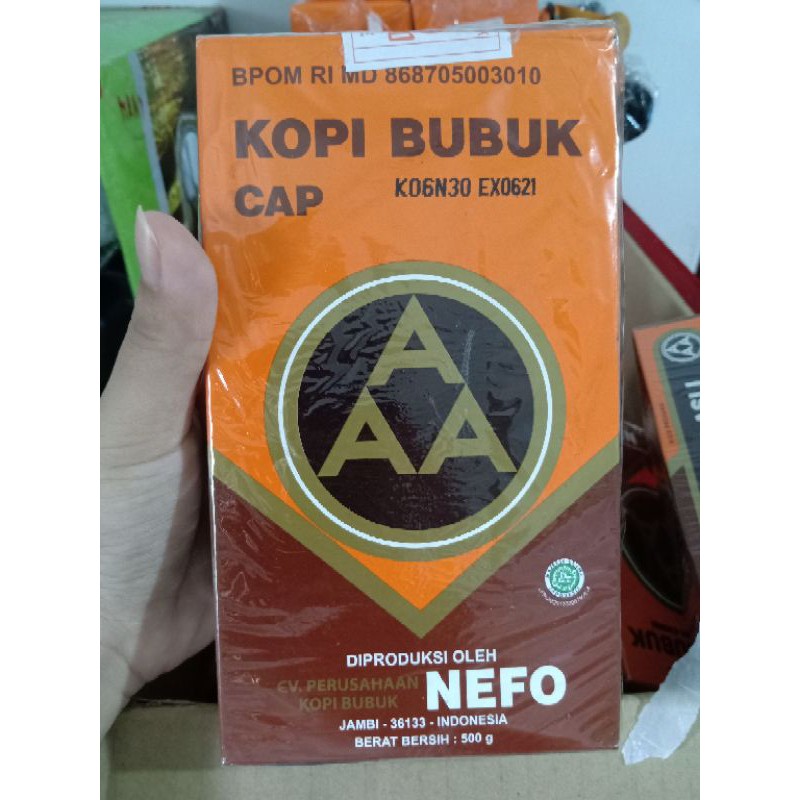 BPOM RI MD 868705003010
KOPI BUBUK
CAP
K06N30 EX0621
A
A A
DIPRODUKSI OLEH
CV. PERUSAHAAN
KOPI BUBUK
NEFO
JAMBI - 36133 - INDONESIA
BERAT BERSIH : 500 g
BUBUK